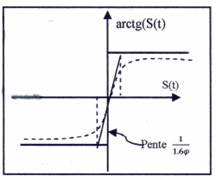 arctg(S(t)
S(t)
Pente 1/1.6φ